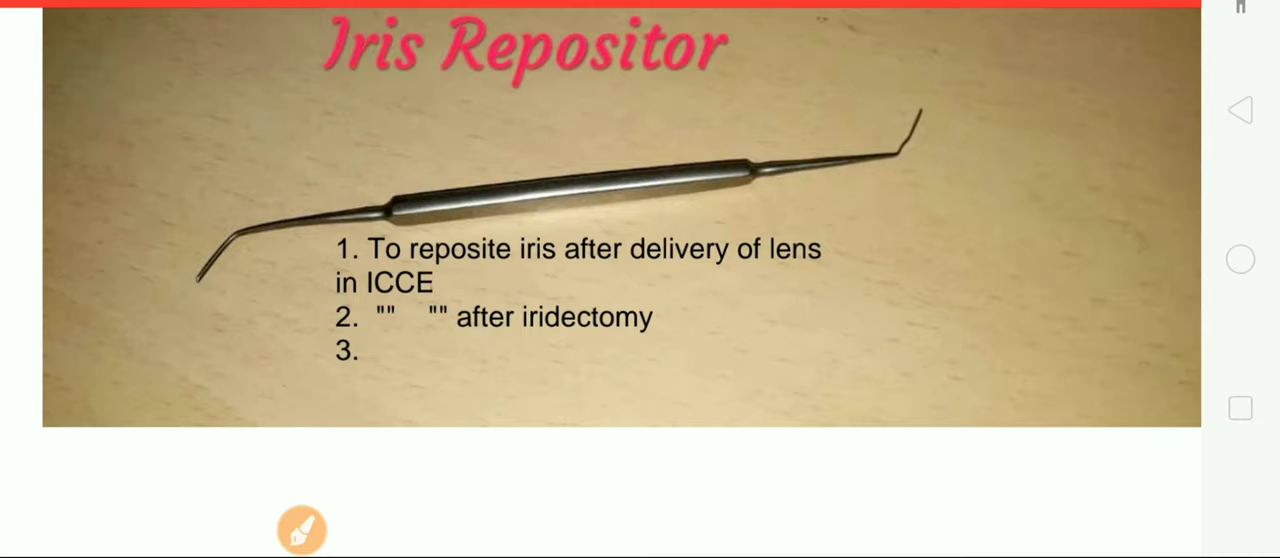 Iris Repositor
1. To reposite iris after delivery of lens
in ICCE
2. "" "" after iridectomy
3.